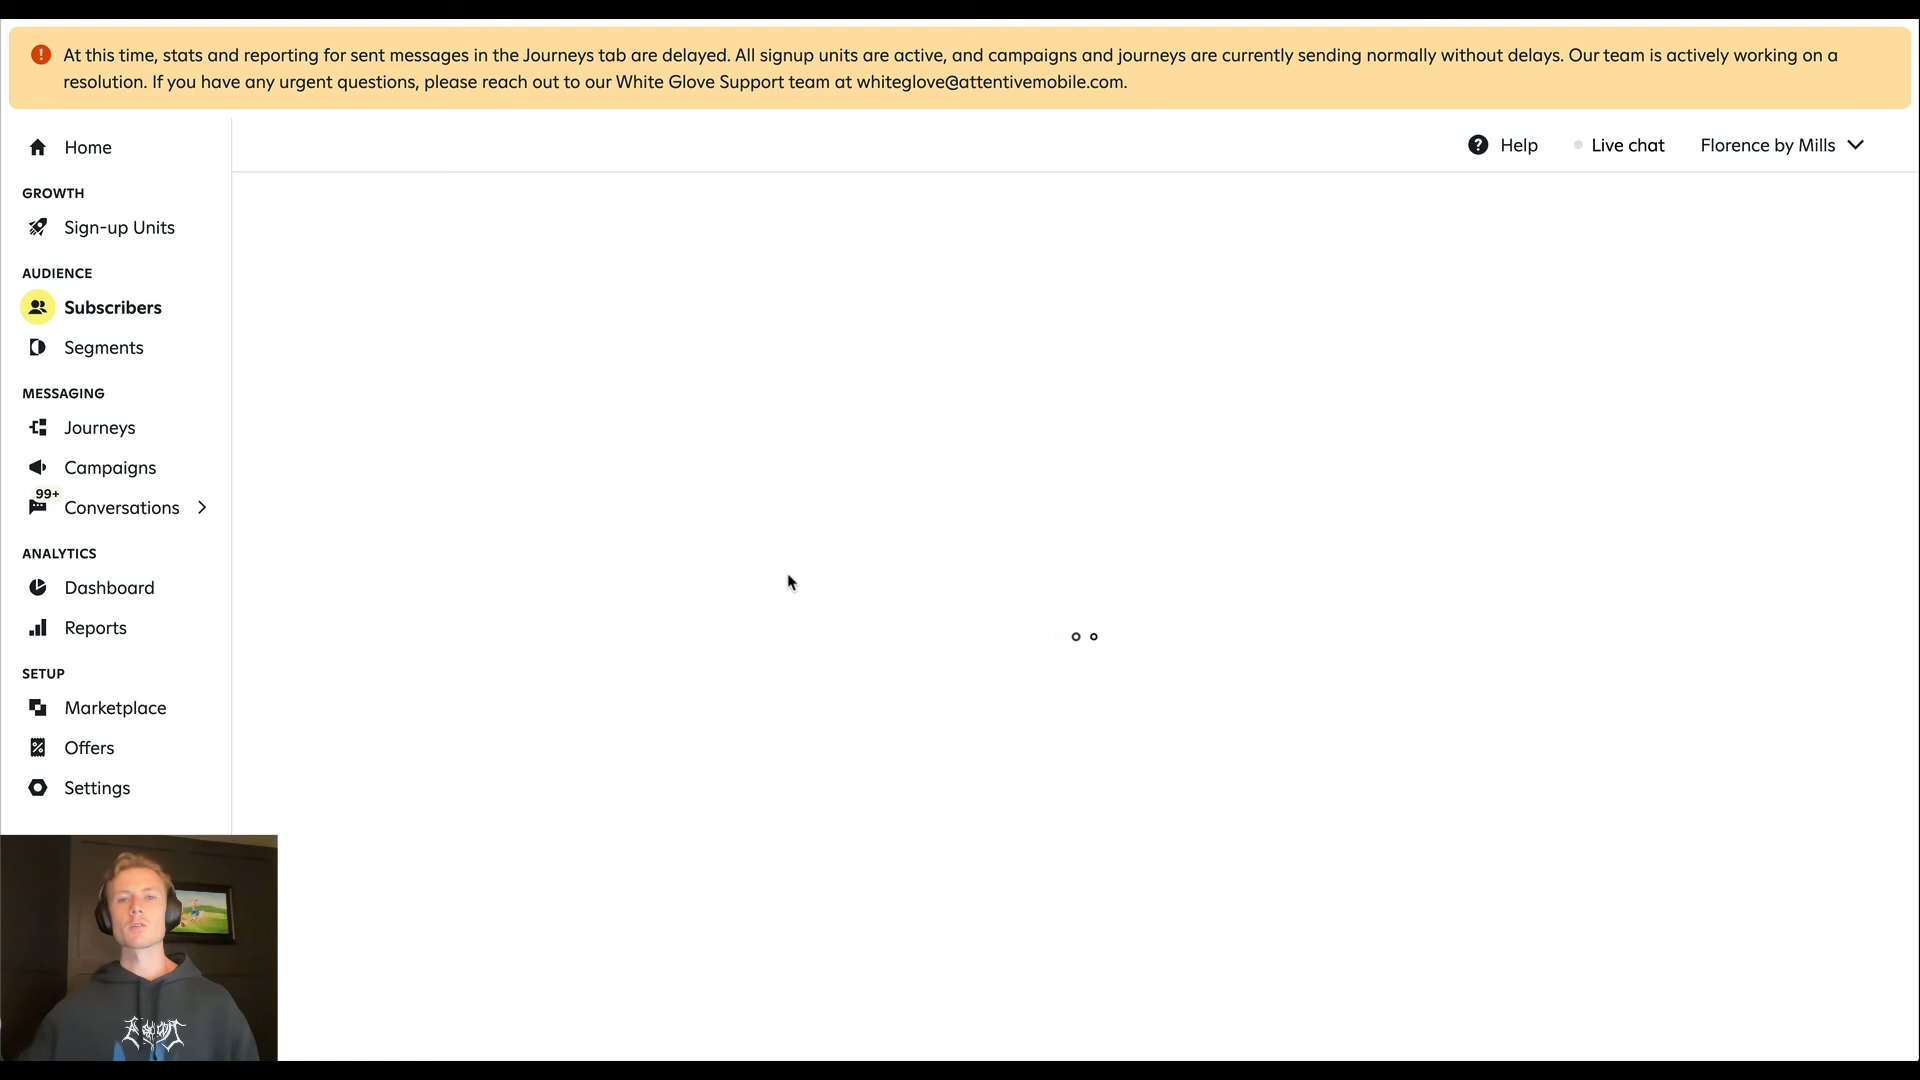 At this time, stats and reporting for sent messages in the Journeys tab are delayed. All signup units are active, and campaigns and journeys are currently sending normally without delays. Our team is actively working on a
resolution. If you have any urgent questions, please reach out to our White Glove Support team at whiteglove@attentivemobile.com.
Help
Live chat
Florence by Mills
Home
GROWTH
Sign-up Units
AUDIENCE
Subscribers
Segments
MESSAGING
Journeys
Campaigns
99+
Conversations
ANALYTICS
Dashboard
Reports
SETUP
Marketplace
Offers
Settings